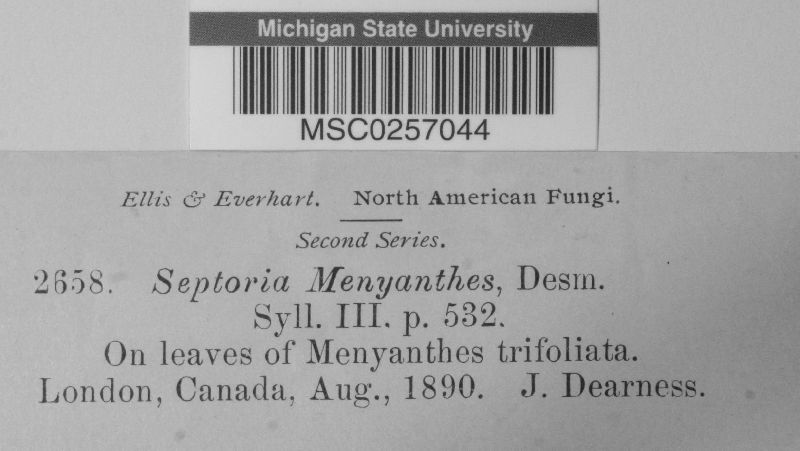 Michigan State University
MSC0257044
Ellis & Everhart. North American Fungi.
Second Series.
2658. Septoria Menyanthes, Desm.
Syll. III. p. 532.
On leaves of Menyanthes trifoliata.
London, Canada, Aug., 1890. J. Dearness.